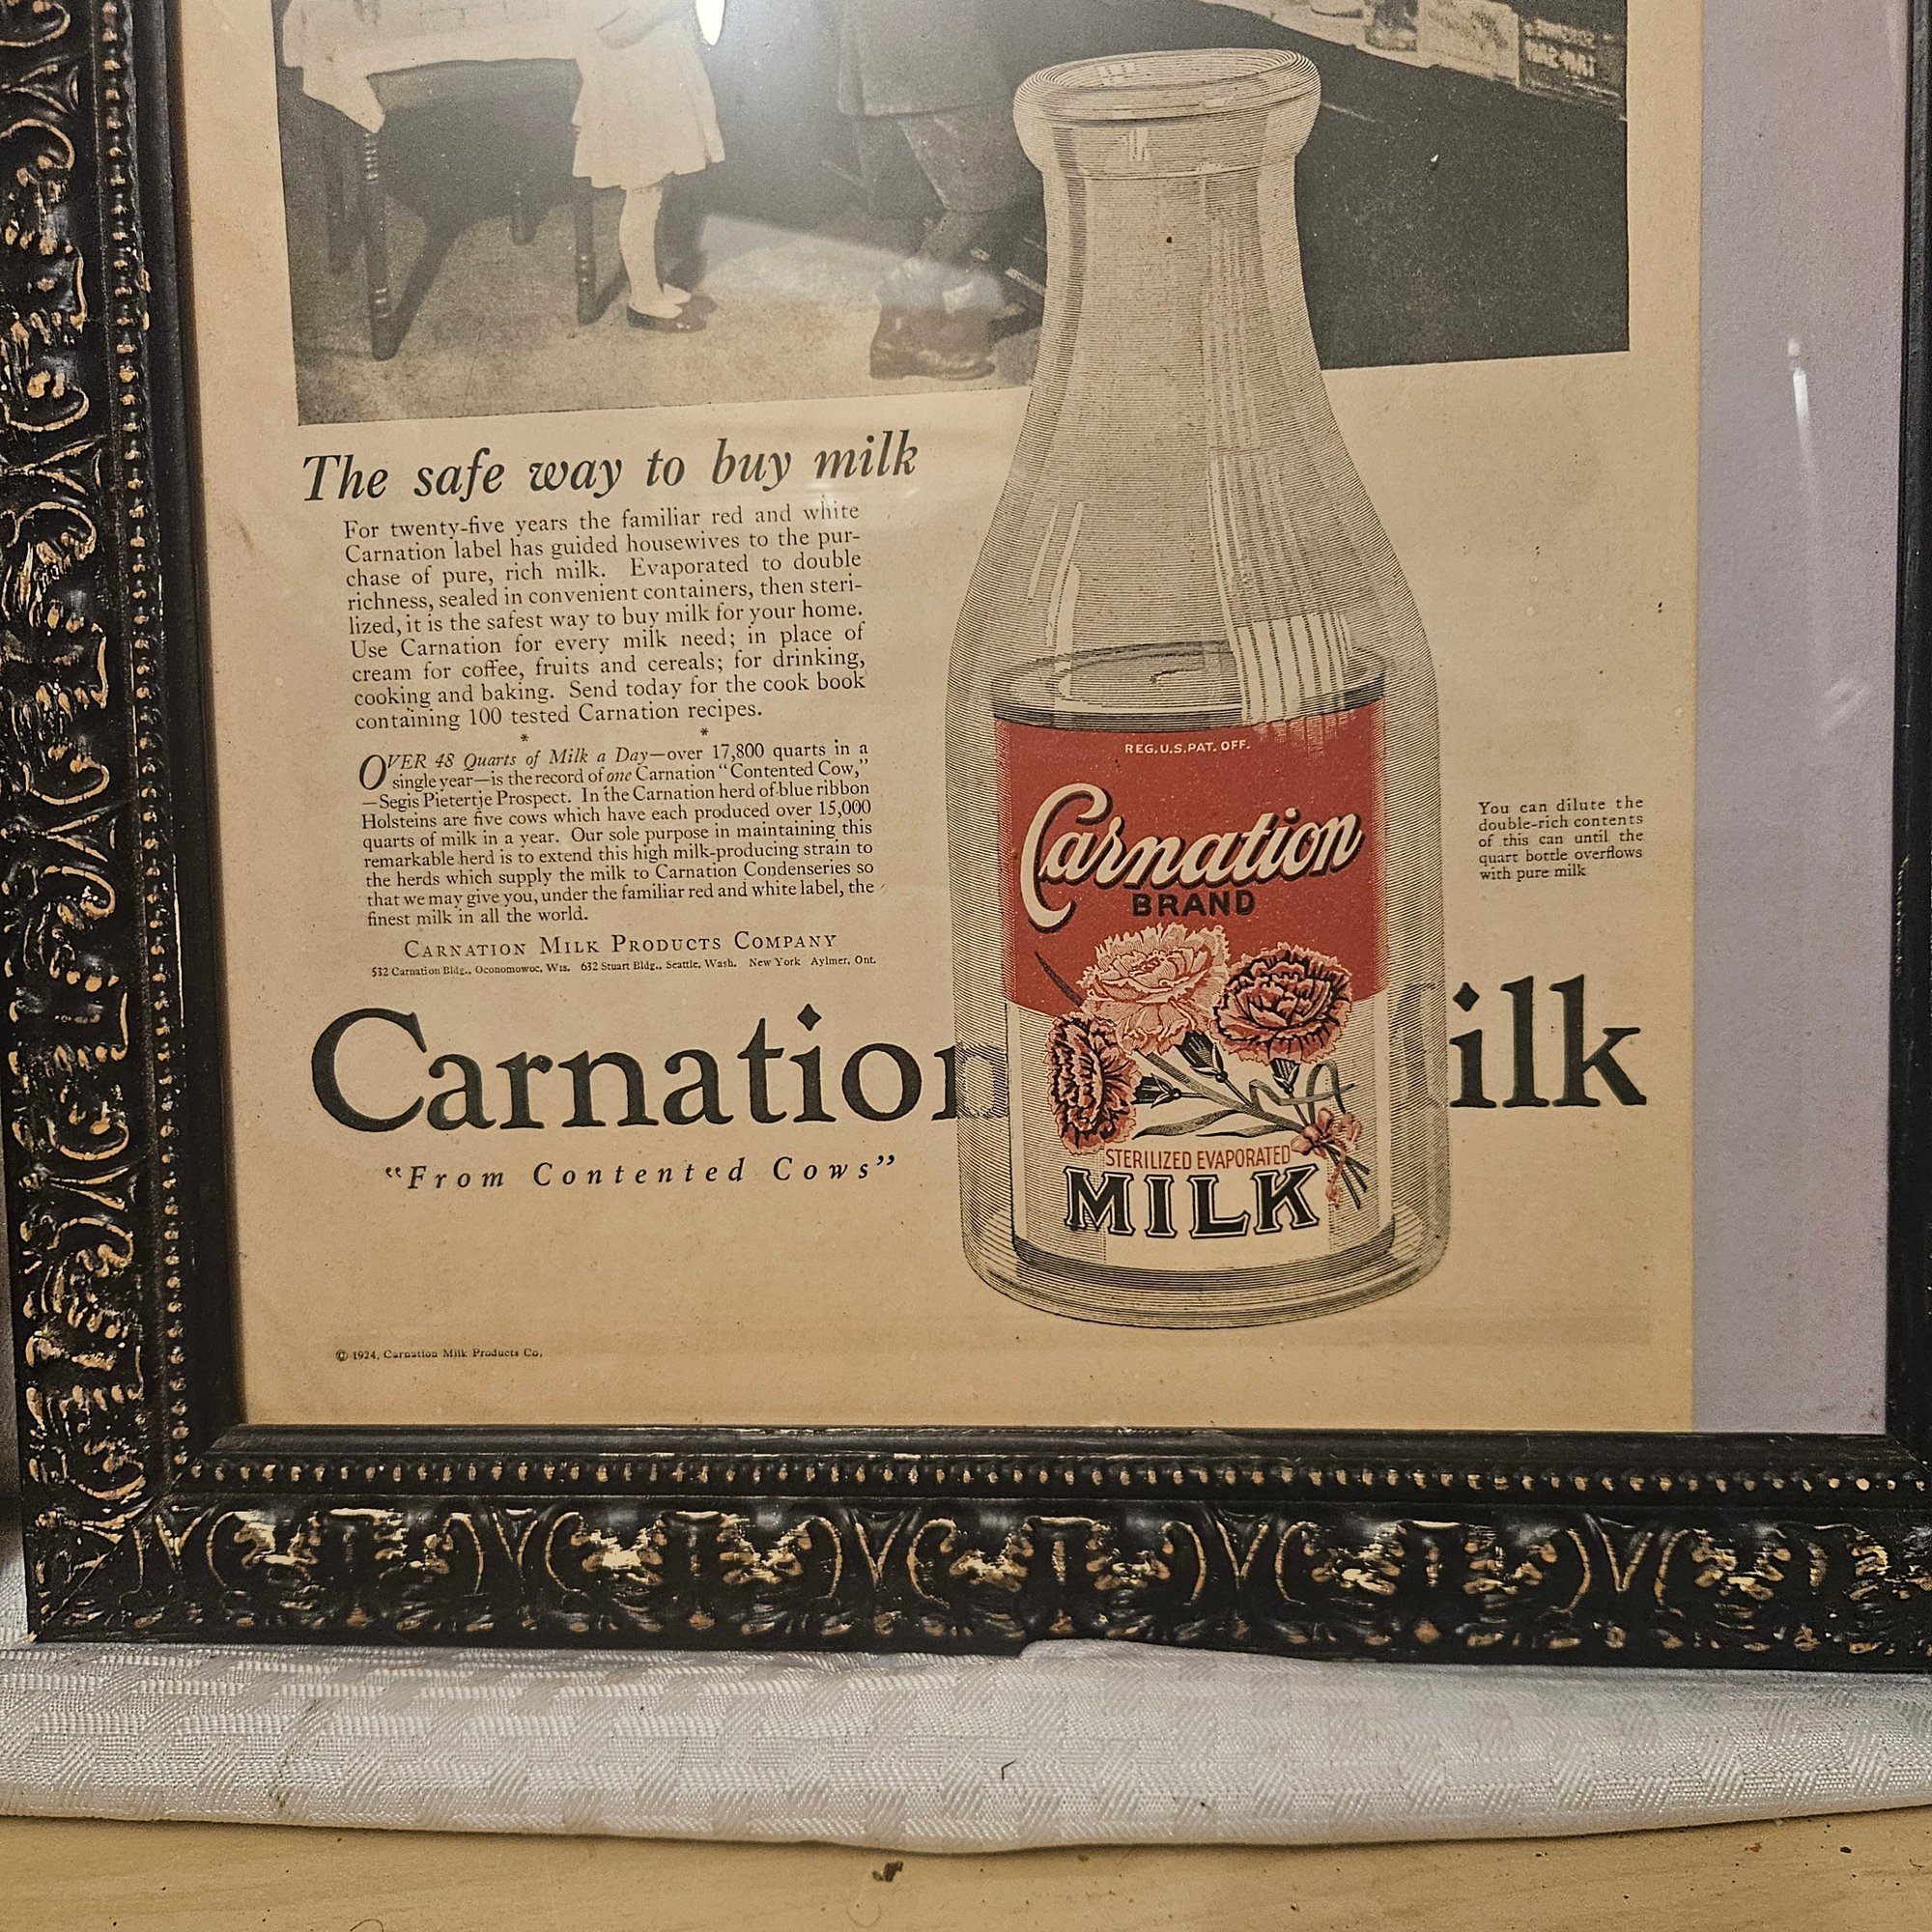 The safe way to buy milk
For twenty-five years the familiar red and white
Carnation label has guided housewives to the pur-
chase of pure, rich milk. Evaporated to double
richness, sealed in convenient containers, then steri-
lized, it is the safest way to buy milk for your home.
Use Carnation for every milk need; in place of
cream for coffee, fruits and cereals; for drinking,
cooking and baking. Send today for the cook book
containing 100 tested Carnation recipes.
* *
OVER 48 Quarts of Milk a Day—over 17,800 quarts in a
single year—is the record of one Carnation “Contented Cow,”
—Segis Pietertje Prospect. In the Carnation herd of blue ribbon
Holsteins are five cows which have each produced over 15,000
quarts of milk in a year. Our sole purpose in maintaining this
remarkable herd is to extend this high milk-producing strain to
the herds which supply the milk to Carnation Condenseries so
that we may give you, under the familiar red and white label, the
finest milk in all the world.
CARNATION MILK PRODUCTS COMPANY
532 Carnation Bldg., Oconomowoc, Wis. 632 Stuart Bldg., Seattle, Wash. New York Aylmer, Ont.
REG. U.S. PAT. OFF.
Carnation
BRAND
STERILIZED EVAPORATED
MILK
You can dilute the
double-rich contents
of this can until the
quart bottle overflows
with pure milk
Carnation ilk
“From Contented Cows”
© 1924, Carnation Milk Products Co.